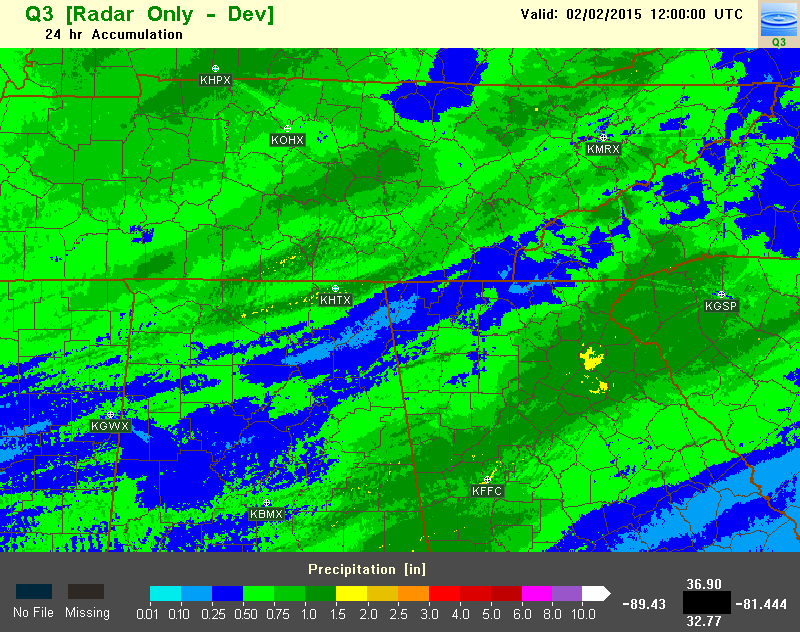 Q3 [Radar Only - Dev]
24 hr Accumulation
Valid: 02/02/2015 12:00:00 UTC
Q3
KHPX
KOHX
KMRX
KHTX
KGSP
KGWX
KFFC
KBMX
Precipitation [in]
No File
Missing
0.01 0.10 0.25 0.50 0.75 1.0 1.5 2.0 2.5 3.0 4.0 5.0 6.0 8.0 10.0
36.90
-89.43
-81.444
32.77